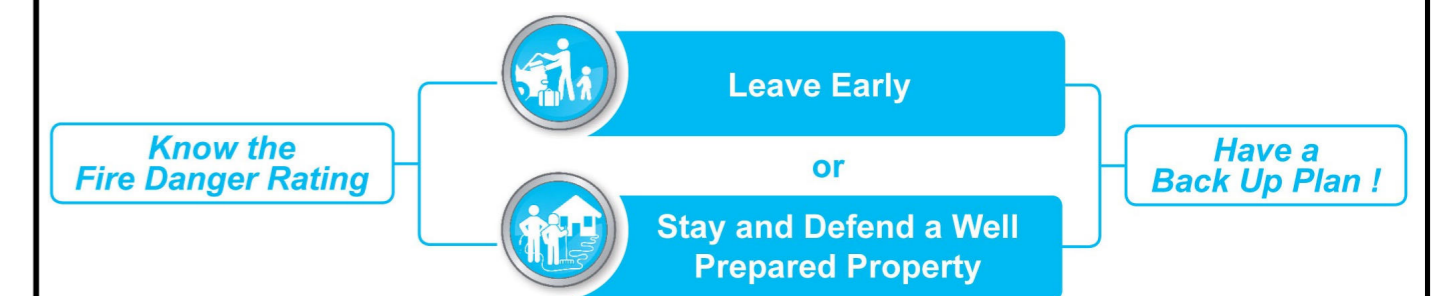 Know the
Fire Danger Rating
Leave Early
or
Stay and Defend a Well
Prepared Property
Have a
Back Up Plan !